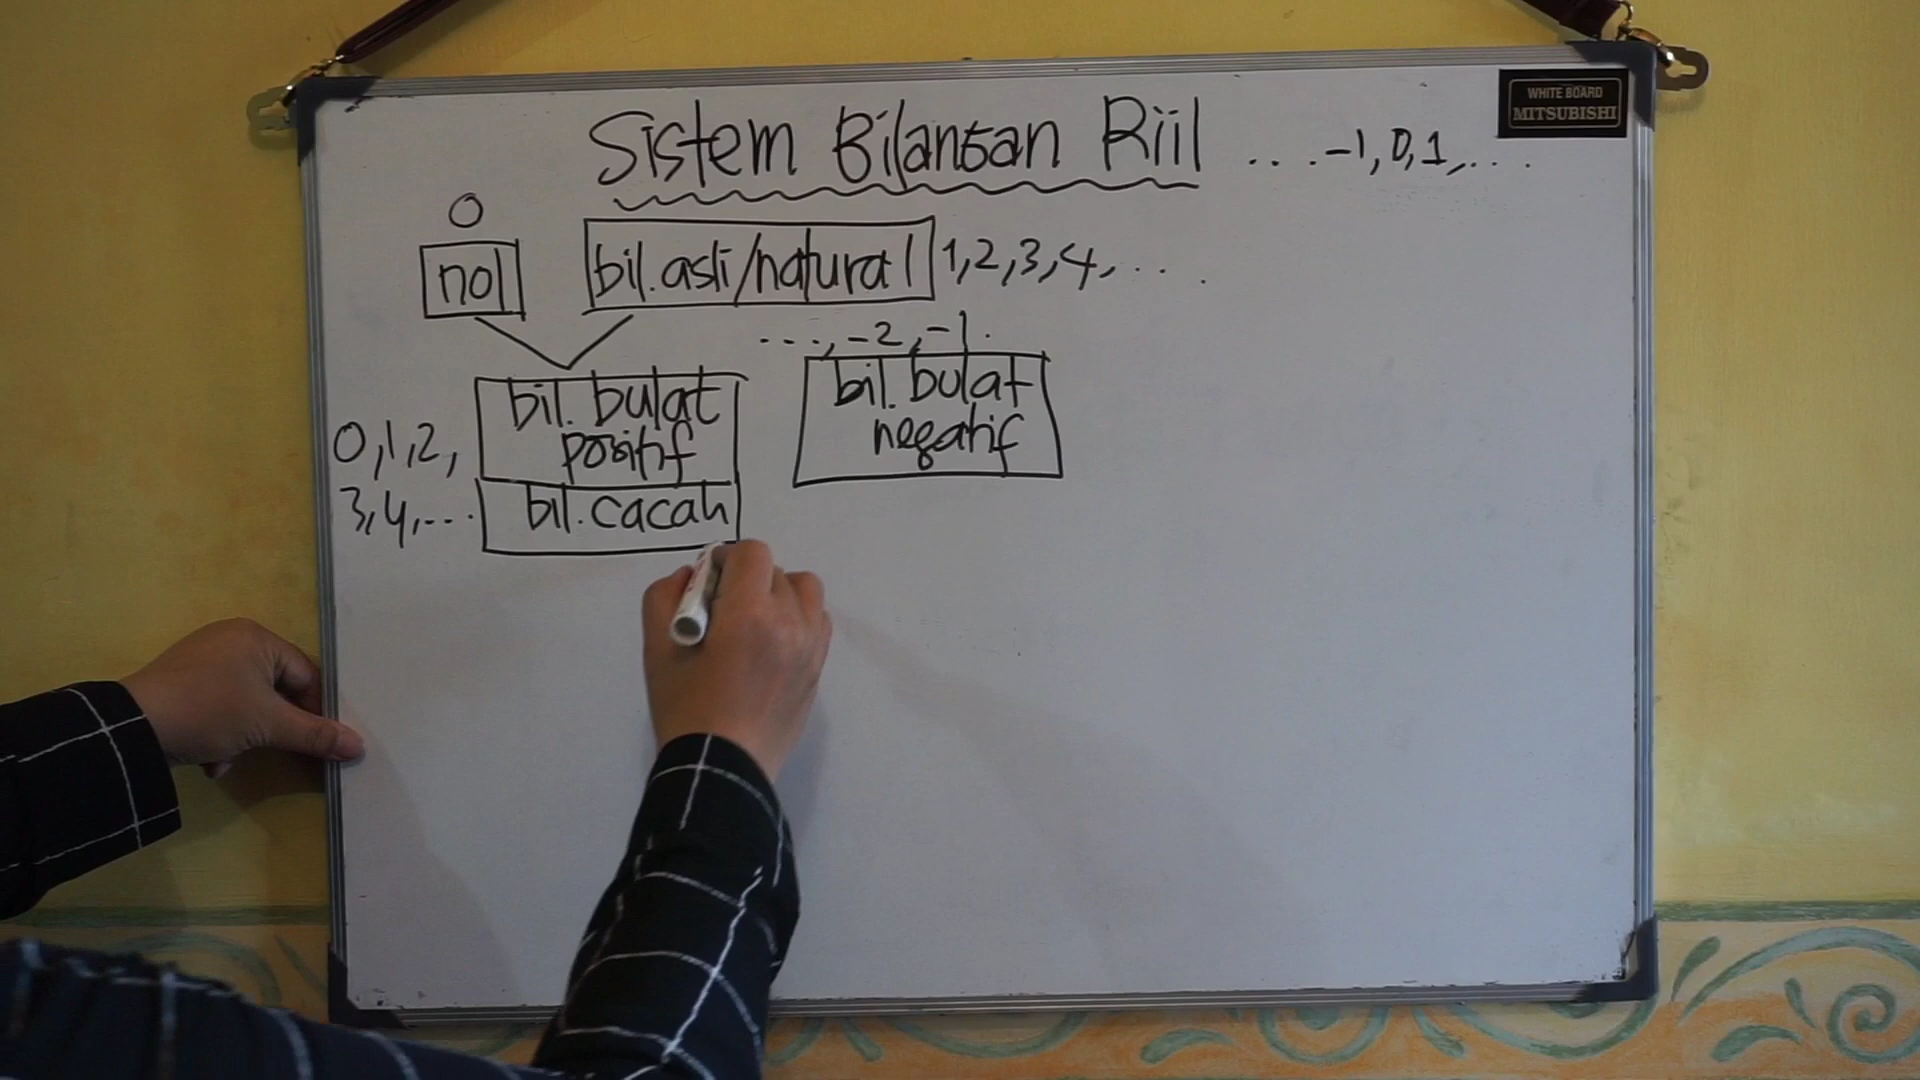 WHITE BOARD
MITSUBISHI
Sistem Bilangan Riil ... -1, 0, 1, ...
0
nol
bil. asli/natural 1, 2, 3, 4, ...
..., -2, -1.
bil. bulat
positif
bil. bulat
negatif
0, 1, 2,
3, 4, ...
bil. cacah